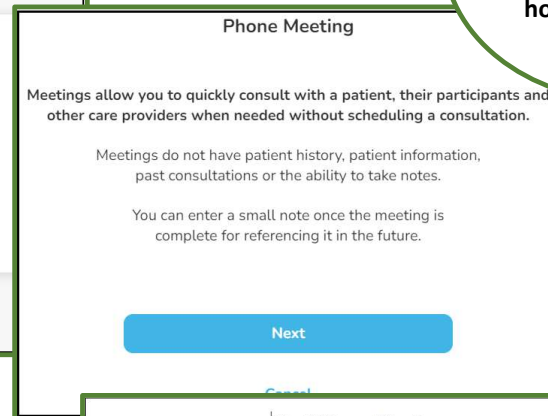 ho
Phone Meeting
Meetings allow you to quickly consult with a patient, their participants and
other care providers when needed without scheduling a consultation.
Meetings do not have patient history, patient information,
past consultations or the ability to take notes.
You can enter a small note once the meeting is
complete for referencing it in the future.
Next
Cancel